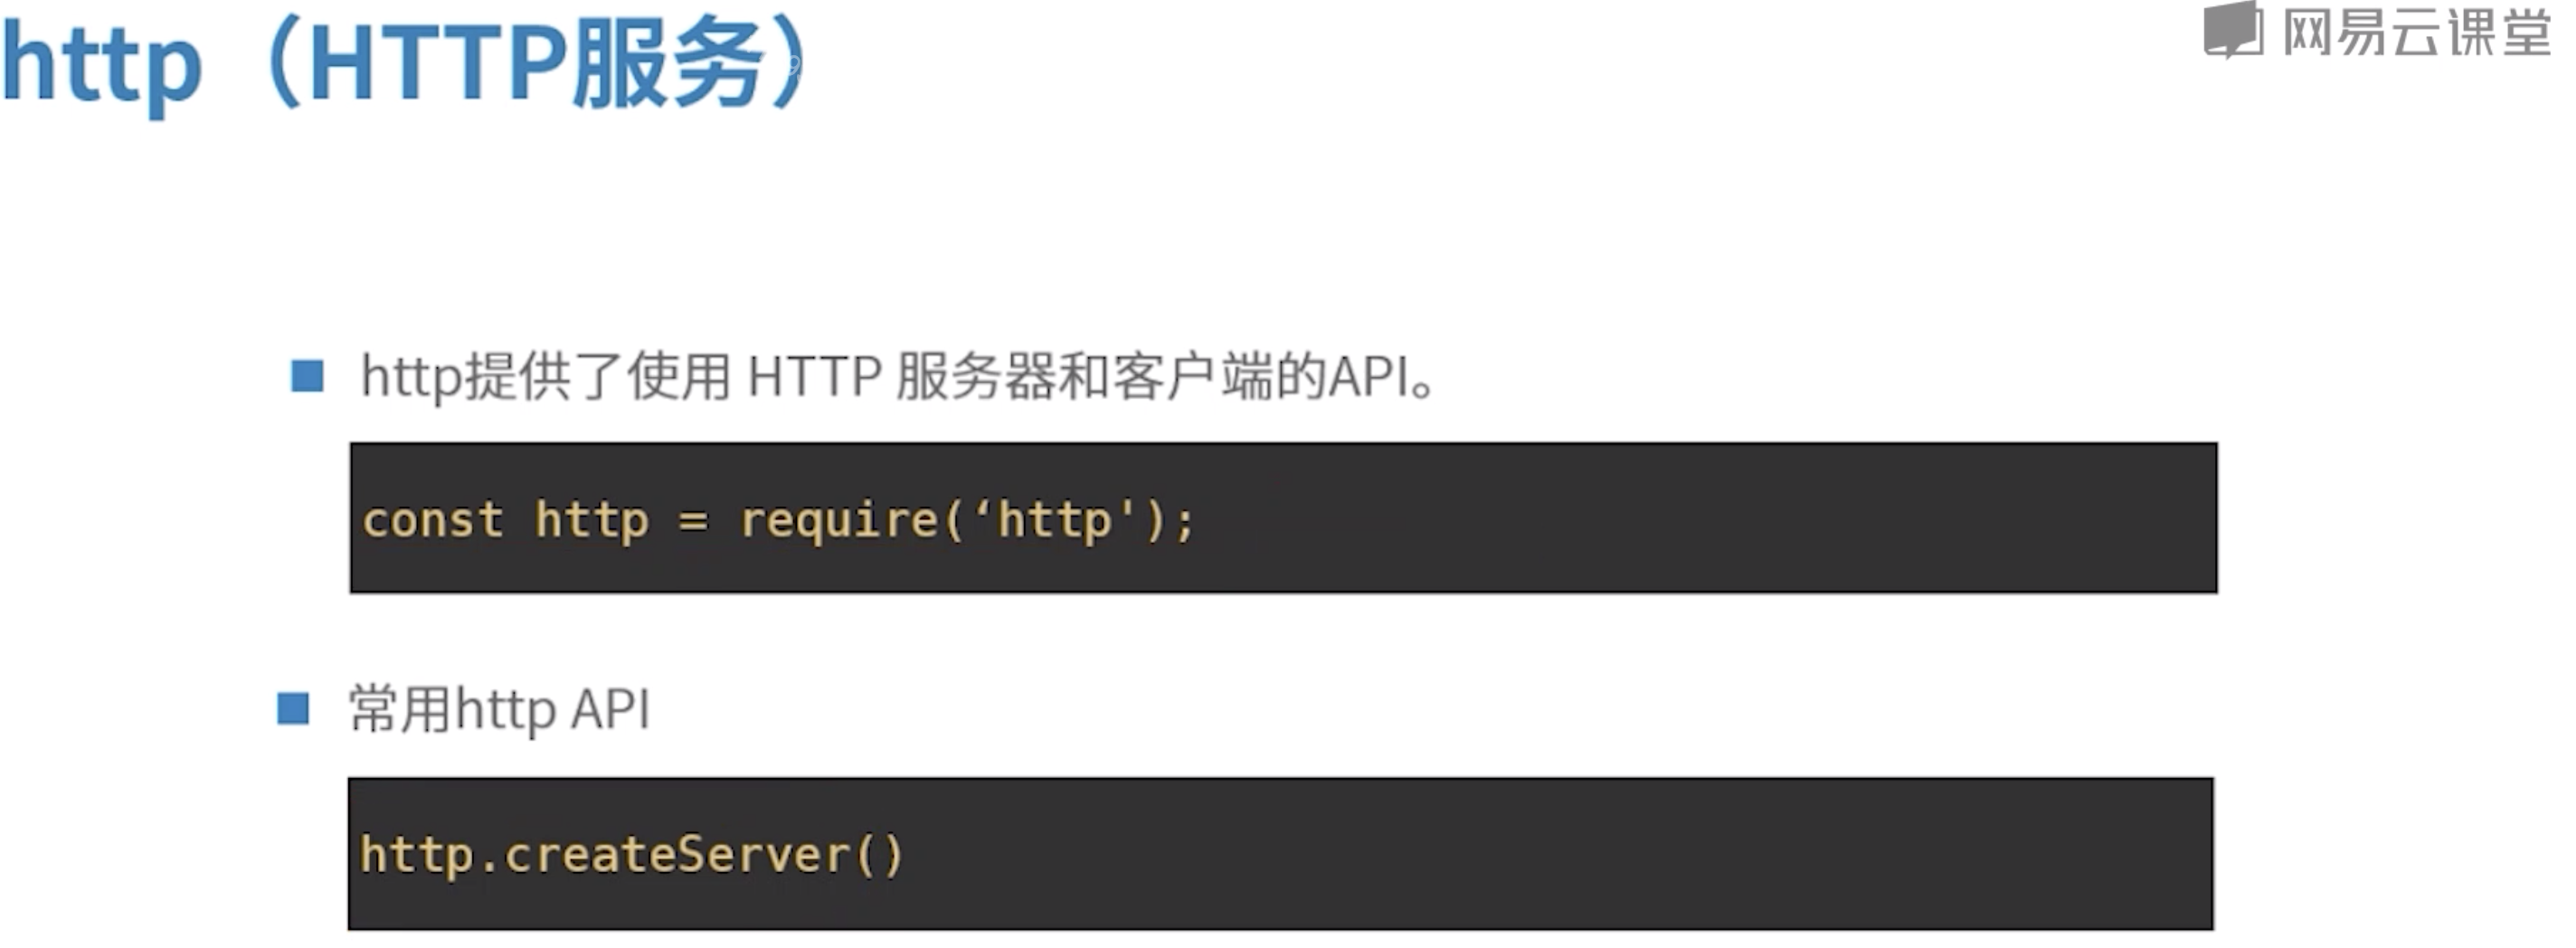 http（HTTP服务）
网易云课堂
http提供了使用 HTTP 服务器和客户端的API。
const http = require(‘http');
常用http API
http.createServer()